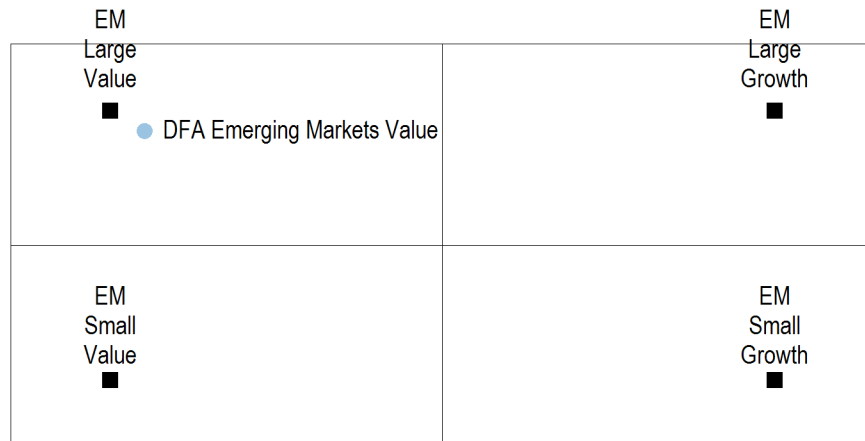 EM
Large
Value
EM
Large
Growth
DFA Emerging Markets Value
EM
Small
Value
EM
Small
Growth